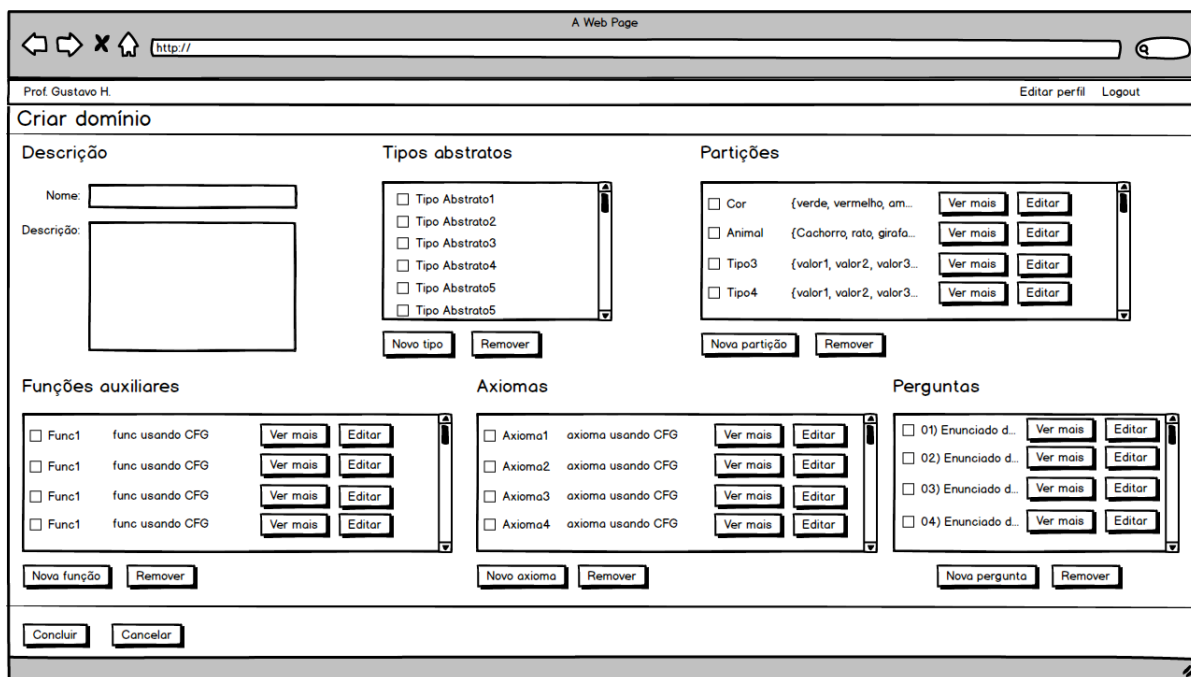 A Web Page
http://
Prof. Gustavo H. Editar perfil Logout
Criar domínio
Descrição
Nome:
Descrição:
Tipos abstratos
Tipo Abstrato1
Tipo Abstrato2
Tipo Abstrato3
Tipo Abstrato4
Tipo Abstrato5
Tipo Abstrato5
Novo tipo Remover
Partições
Cor {verde, vermelho, am... Ver mais Editar
Animal {Cachorro, rato, girafa... Ver mais Editar
Tipo3 {valor1, valor2, valor3... Ver mais Editar
Tipo4 {valor1, valor2, valor3... Ver mais Editar
Nova partição Remover
Funções auxiliares
Func1 func usando CFG Ver mais Editar
Func1 func usando CFG Ver mais Editar
Func1 func usando CFG Ver mais Editar
Func1 func usando CFG Ver mais Editar
Nova função Remover
Axiomas
Axioma1 axioma usando CFG Ver mais Editar
Axioma2 axioma usando CFG Ver mais Editar
Axioma3 axioma usando CFG Ver mais Editar
Axioma4 axioma usando CFG Ver mais Editar
Novo axioma Remover
Perguntas
01) Enunciado d... Ver mais Editar
02) Enunciado d... Ver mais Editar
03) Enunciado d... Ver mais Editar
04) Enunciado d... Ver mais Editar
Nova pergunta Remover
Concluir Cancelar